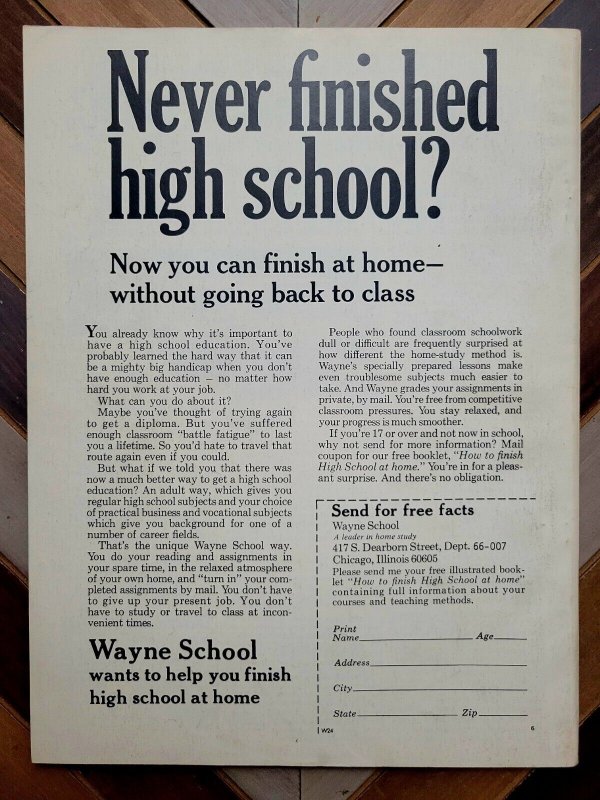 Never finished
high school?
Now you can finish at home—
without going back to class
You already know why it's important to
have a high school education. You've
probably learned the hard way that it can
be a mighty big handicap when you don't
have enough education – no matter how
hard you work at your job.
What can you do about it?
Maybe you've thought of trying again
to get a diploma. But you've suffered
enough classroom "battle fatigue" to last
you a lifetime. So you'd hate to travel that
route again even if you could.
But what if we told you that there was
now a much better way to get a high school
education? An adult way, which gives you
regular high school subjects and your choice
of practical business and vocational subjects
which give you background for one of a
number of career fields.
That's the unique Wayne School way.
You do your reading and assignments in
your spare time, in the relaxed atmosphere
of your own home, and "turn in" your com-
pleted assignments by mail. You don't have
to give up your present job. You don't
have to study or travel to class at incon-
venient times.
Wayne School
wants to help you finish
high school at home
People who found classroom schoolwork
dull or difficult are frequently surprised at
how different the home-study method is.
Wayne's specially prepared lessons make
even troublesome subjects much easier to
take. And Wayne grades your assignments in
private, by mail. You're free from competitive
classroom pressures. You stay relaxed, and
your progress is much smoother.
If you're 17 or over and not now in school,
why not send for more information? Mail
coupon for our free booklet, "How to finish
High School at home." You're in for a pleas-
ant surprise. And there's no obligation.
Send for free facts
Wayne School
A leader in home study
417 S. Dearborn Street, Dept. 66-007
Chicago, Illinois 60605
Please send me your free illustrated book-
let "How to finish High School at home"
containing full information about your
courses and teaching methods.
Print
Name Age
Address
City
State Zip
W24 6